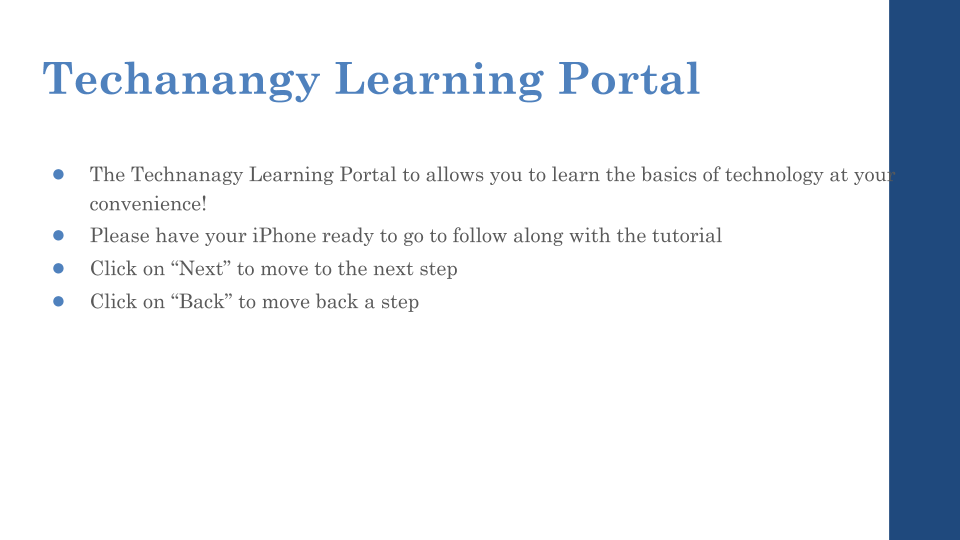 Techanangy Learning Portal
● The Technanagy Learning Portal to allows you to learn the basics of technology at your
convenience!
● Please have your iPhone ready to go to follow along with the tutorial
● Click on “Next” to move to the next step
● Click on “Back” to move back a step